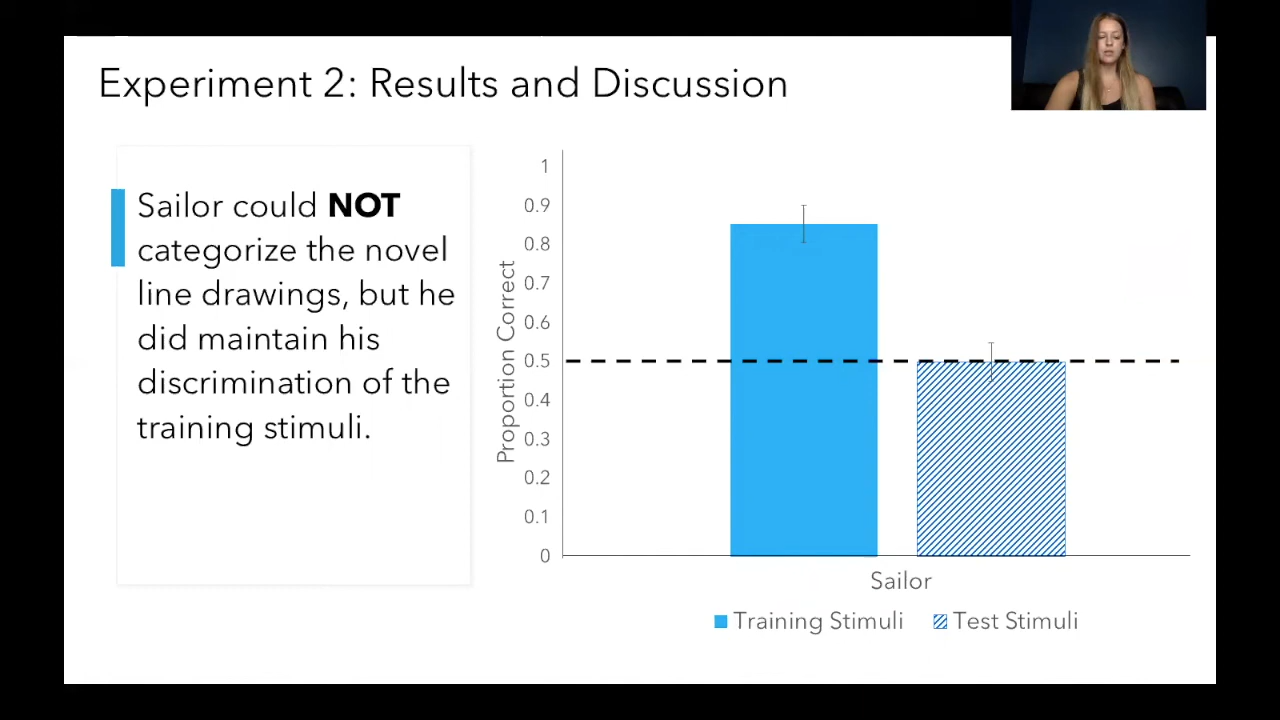 Experiment 2: Results and Discussion
Sailor could NOT
categorize the novel
line drawings, but he
did maintain his
discrimination of the
training stimuli.
Proportion Correct
1
0.9
0.8
0.7
0.6
0.5
0.4
0.3
0.2
0.1
0
Sailor
Training Stimuli
Test Stimuli